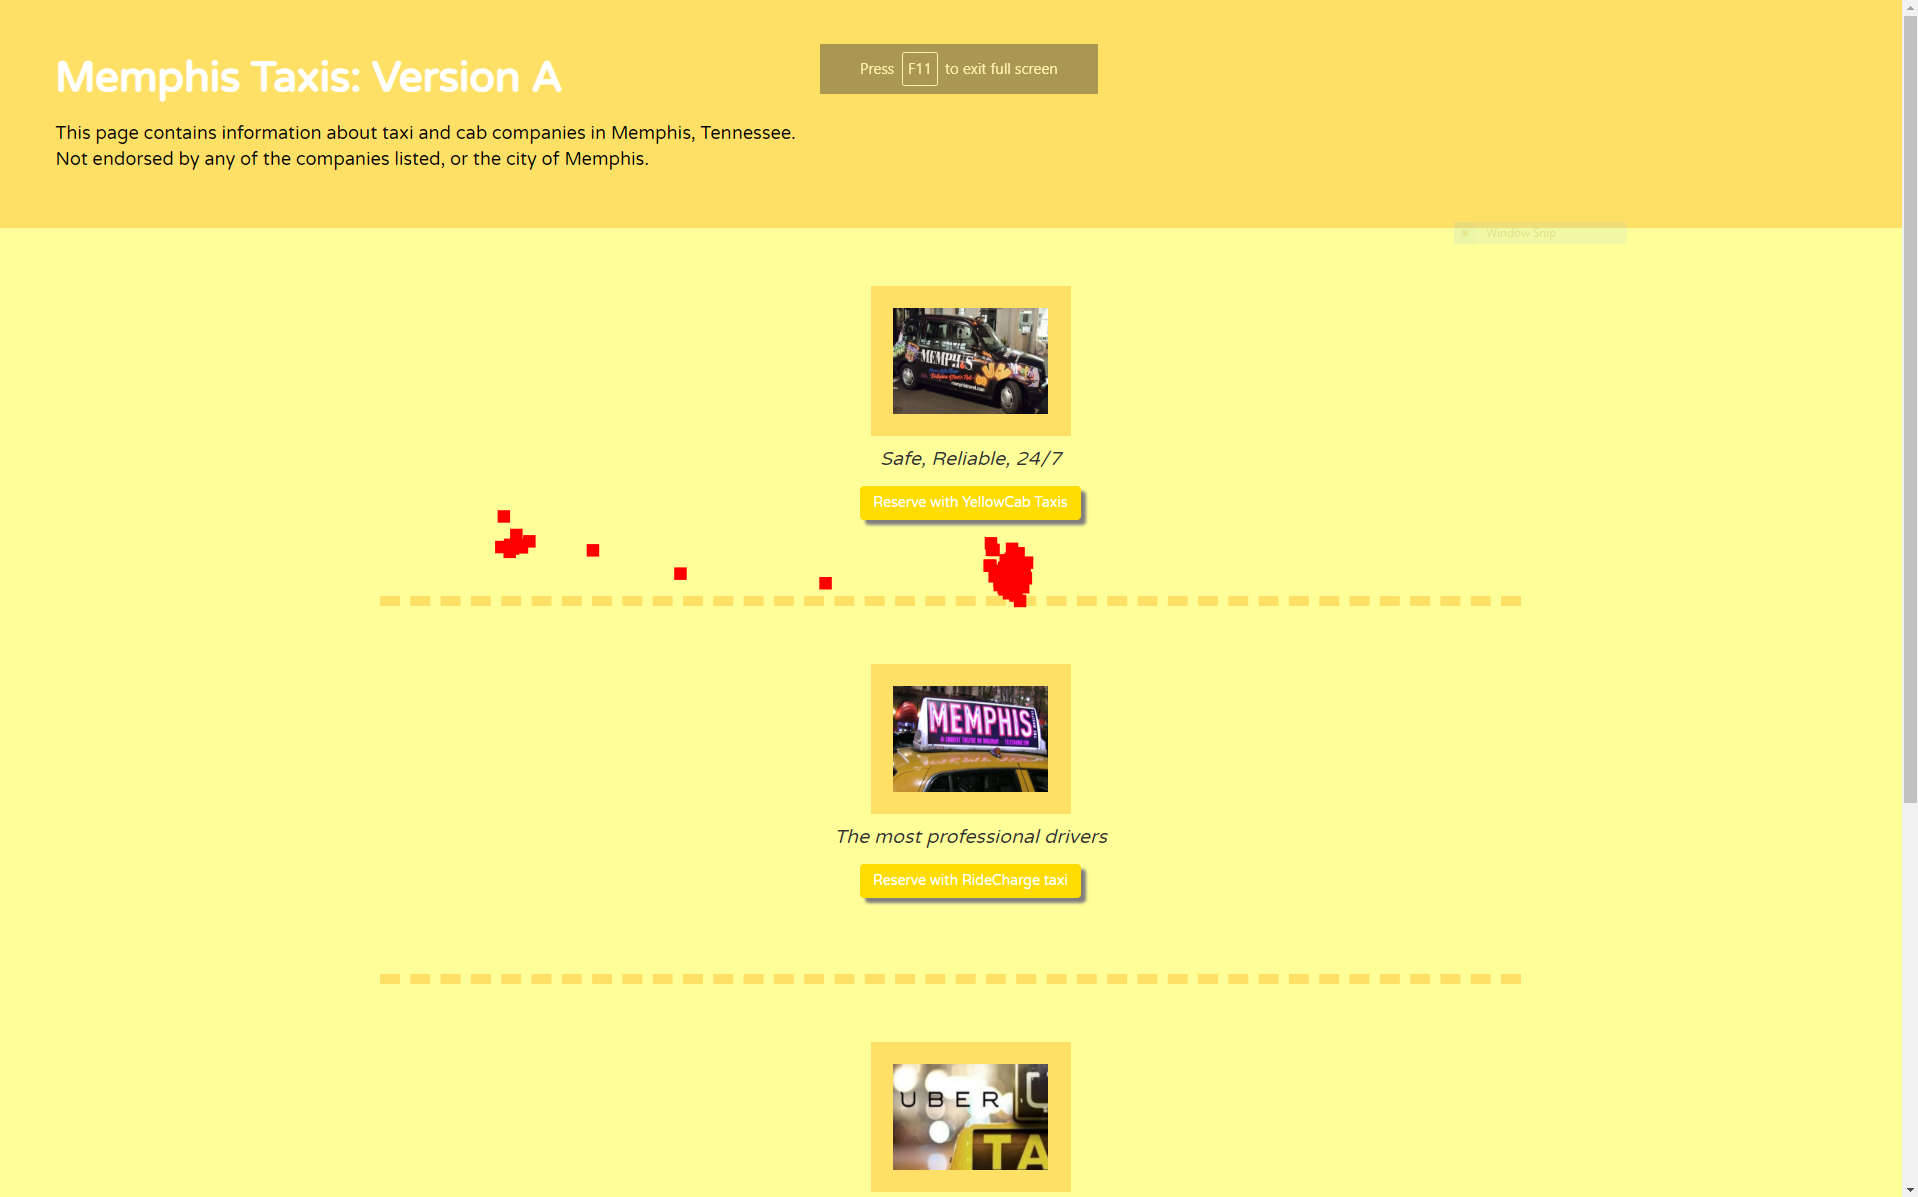 Memphis Taxis: Version A
Press F11 to exit full screen
This page contains information about taxi and cab companies in Memphis, Tennessee.
Not endorsed by any of the companies listed, or the city of Memphis.
Window Snip
MEMPHIS
memphistravel.com
Safe, Reliable, 24/7
Reserve with YellowCab Taxis
MEMPHIS
The most professional drivers
Reserve with RideCharge taxi
UBER
TA